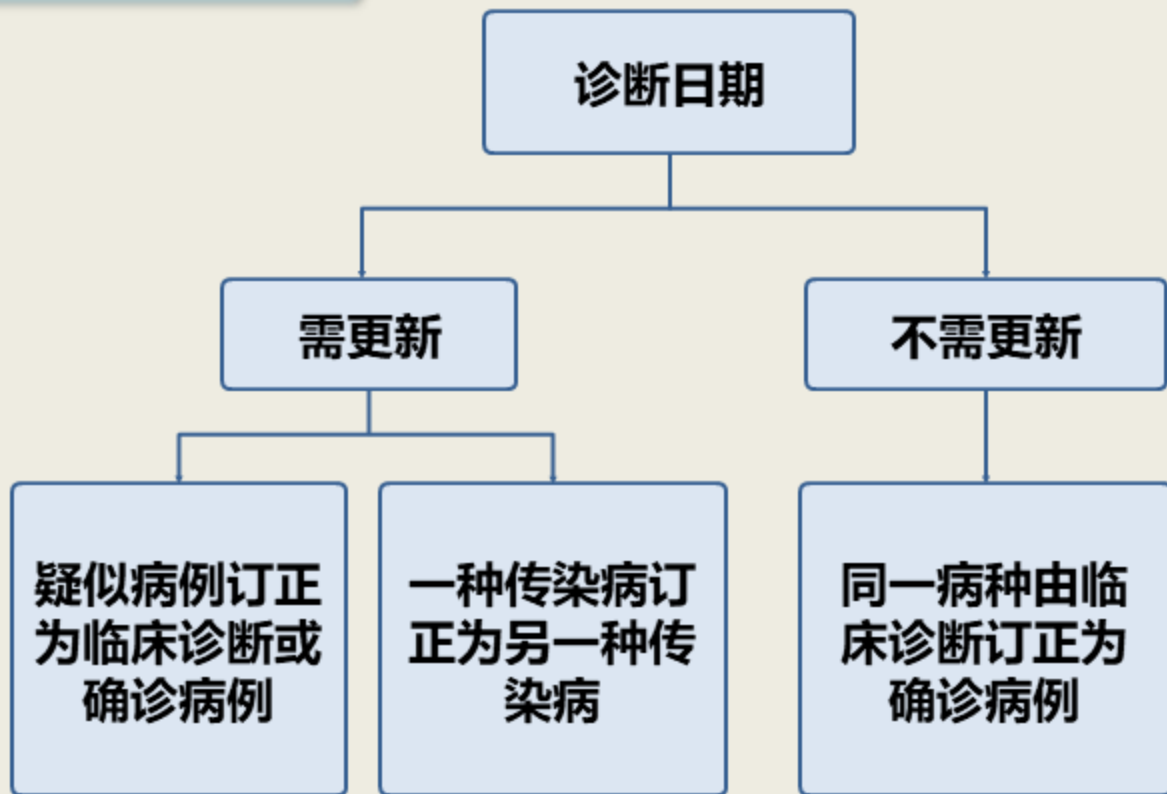 诊断日期
需更新
不需更新
疑似病例订正
为临床诊断或
确诊病例
一种传染病订
正为另一种传
染病
同一病种由临
床诊断订正为
确诊病例